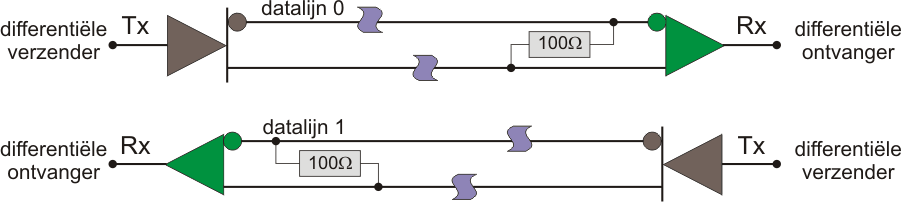 datalijn 0
differentiële
verzender
Tx
100Ω
Rx
differentiële
ontvanger
datalijn 1
differentiële
ontvanger
Rx
100Ω
Tx
differentiële
verzender